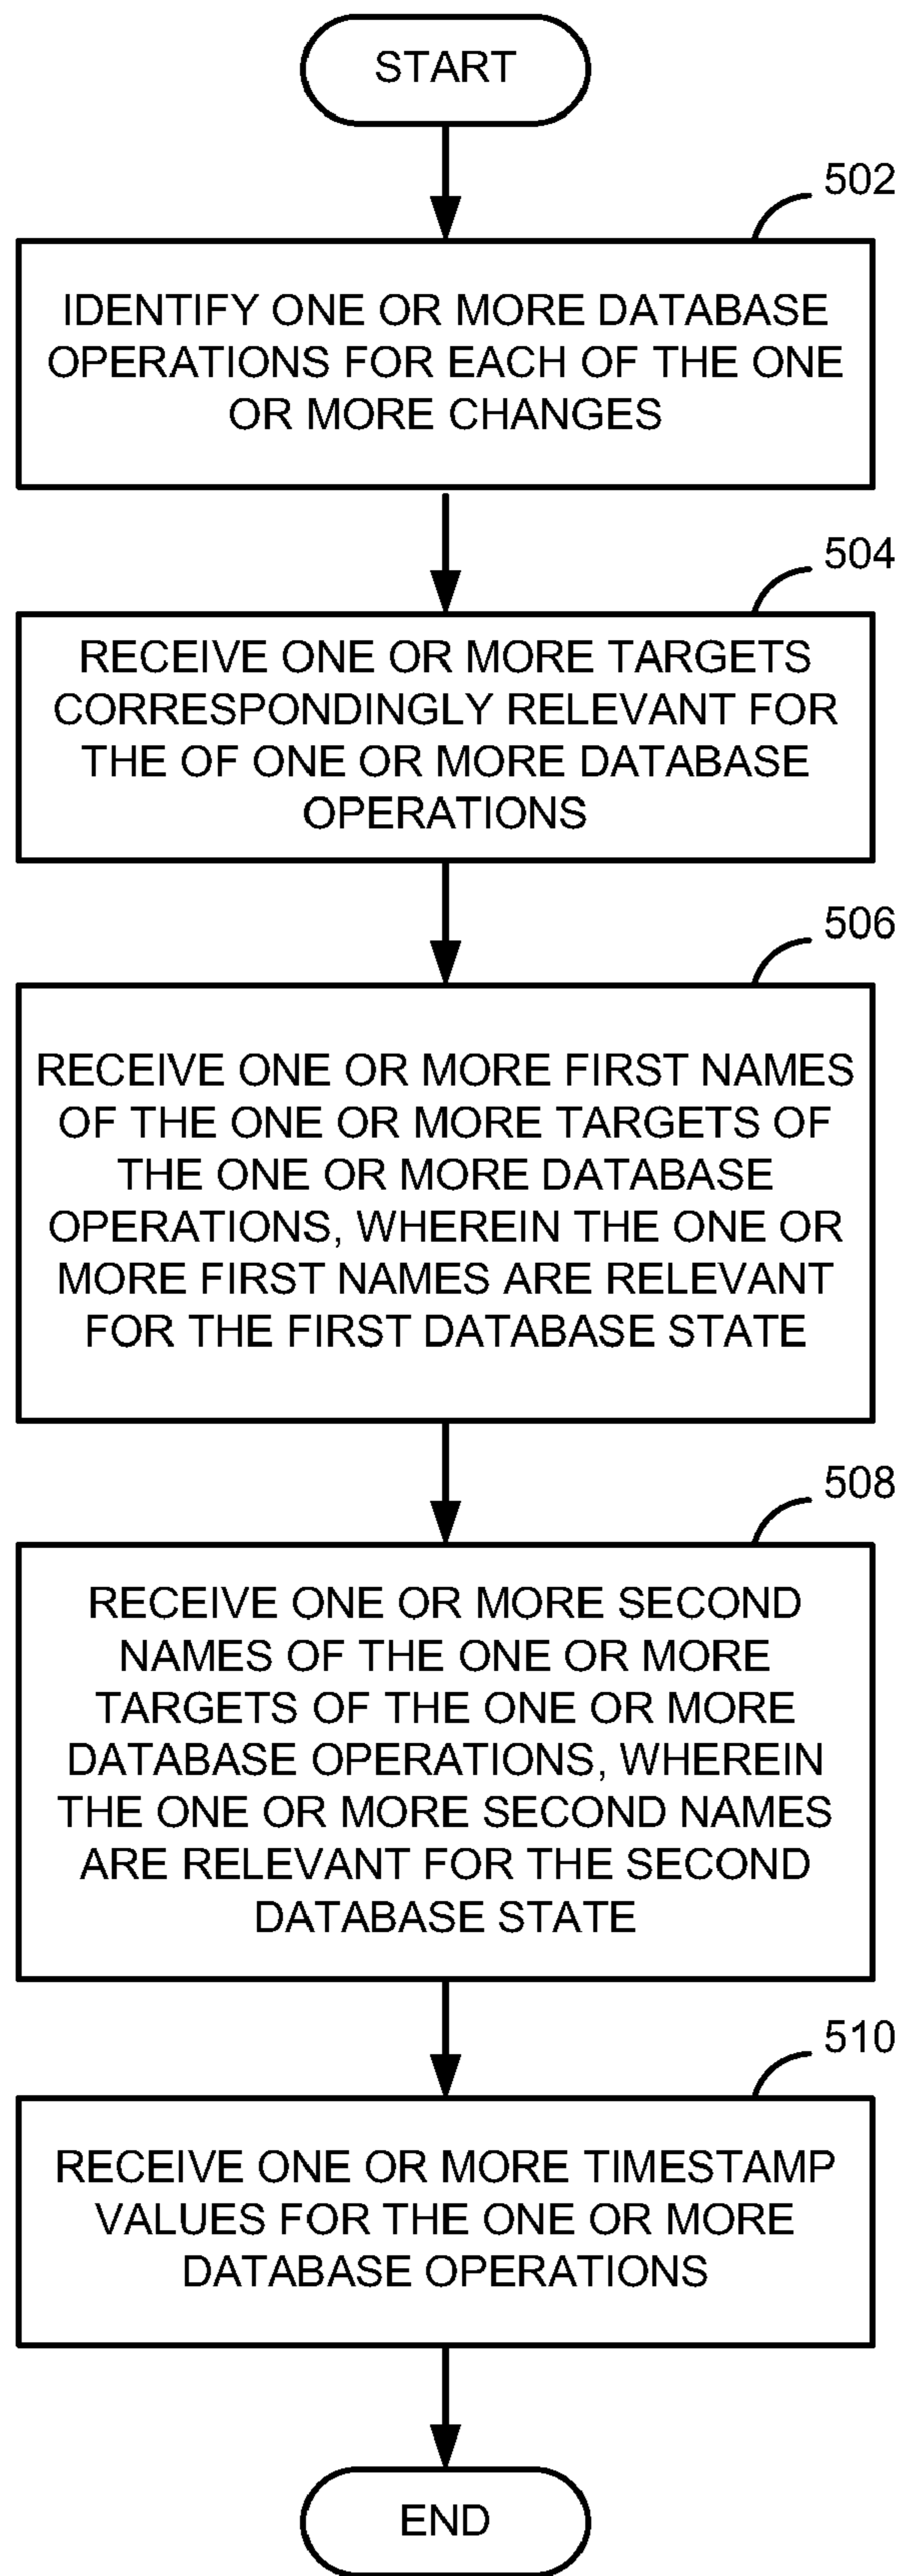 START
502
IDENTIFY ONE OR MORE DATABASE
OPERATIONS FOR EACH OF THE ONE
OR MORE CHANGES
504
RECEIVE ONE OR MORE TARGETS
CORRESPONDINGLY RELEVANT FOR
THE OF ONE OR MORE DATABASE
OPERATIONS
506
RECEIVE ONE OR MORE FIRST NAMES
OF THE ONE OR MORE TARGETS OF
THE ONE OR MORE DATABASE
OPERATIONS, WHEREIN THE ONE OR
MORE FIRST NAMES ARE RELEVANT
FOR THE FIRST DATABASE STATE
508
RECEIVE ONE OR MORE SECOND
NAMES OF THE ONE OR MORE
TARGETS OF THE ONE OR MORE
DATABASE OPERATIONS, WHEREIN
THE ONE OR MORE SECOND NAMES
ARE RELEVANT FOR THE SECOND
DATABASE STATE
510
RECEIVE ONE OR MORE TIMESTAMP
VALUES FOR THE ONE OR MORE
DATABASE OPERATIONS
END